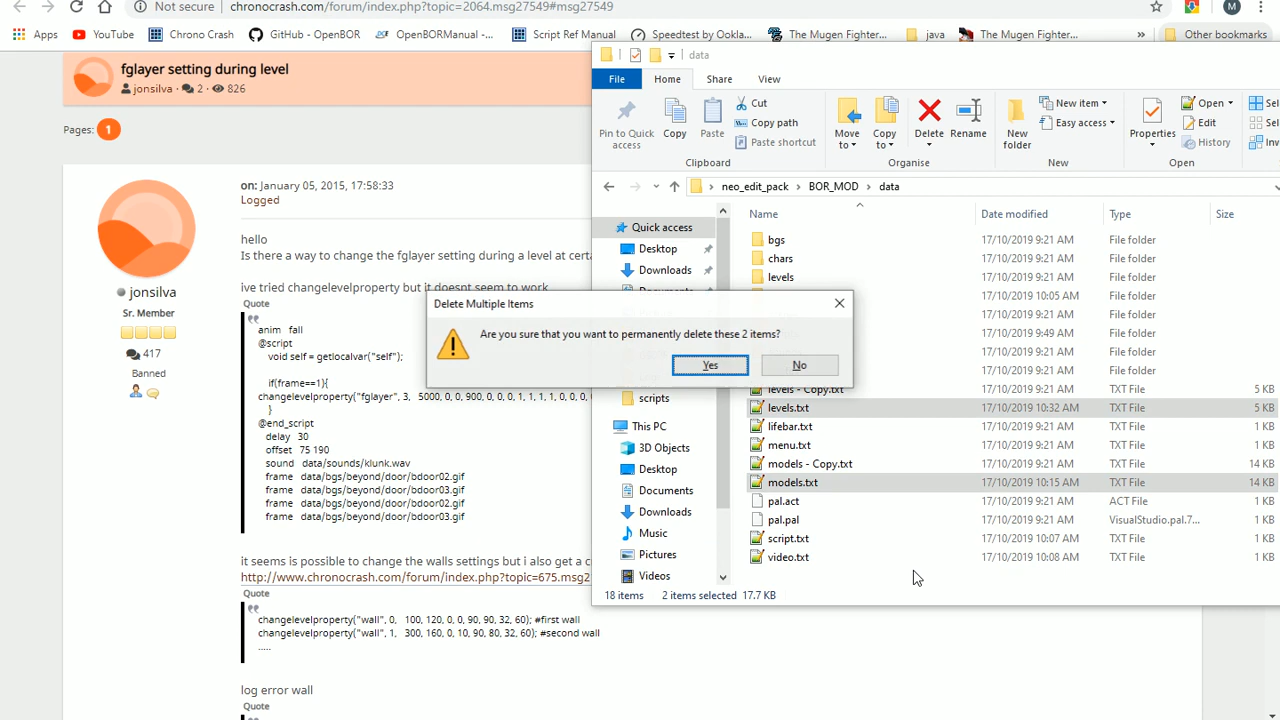 Not secure chronocrash.com/forum/index.php?topic=2064.msg27549#msg27549
Apps YouTube Chrono Crash GitHub - OpenBOR OpenBORManual -... Script Ref Manual Speedtest by Ookla... The Mugen Fighter... java The Mugen Fighter... » Other bookmarks
fglayer setting during level
jonsilva 2 826
Pages: 1
on: January 05, 2015, 17:58:33
Logged
hello
Is there a way to change the fglayer setting during a level at certa
ive tried changelevelproperty but it doesnt seem to work
Quote
anim fall
@script
void self = getlocalvar("self");
if(frame==1){
changelevelproperty("fglayer", 3, 5000, 0, 0, 900, 0, 0, 0, 1, 1, 1, 1, 0, 0, 0,
}
@end_script
delay 30
offset 75 190
sound data/sounds/klunk.wav
frame data/bgs/beyond/door/bdoor02.gif
frame data/bgs/beyond/door/bdoor03.gif
frame data/bgs/beyond/door/bdoor02.gif
frame data/bgs/beyond/door/bdoor03.gif
jonsilva
Sr. Member
417
Banned
it seems is possible to change the walls settings but i also get a c
http://www.chronocrash.com/forum/index.php?topic=675.msg2
Quote
changelevelproperty("wall", 0, 100, 120, 0, 0, 90, 90, 32, 60); #first wall
changelevelproperty("wall", 1, 300, 160, 0, 10, 90, 80, 32, 60); #second wall
.....
log error wall
Quote
data
File Home Share View
Pin to Quick access
Copy
Paste
Cut
Copy path
Paste shortcut
Clipboard
Move to
Copy to
Delete
Rename
Organise
New folder
New item
Easy access
New
Properties
Open
Edit
History
Open
Sel
Sel
Inv
neo_edit_pack > BOR_MOD > data
Quick access
Desktop
Downloads
scripts
This PC
3D Objects
Desktop
Documents
Downloads
Music
Pictures
Videos
Name Date modified Type Size
bgs 17/10/2019 9:21 AM File folder
chars 17/10/2019 9:21 AM File folder
levels 17/10/2019 9:21 AM File folder
17/10/2019 10:05 AM File folder
17/10/2019 9:21 AM File folder
17/10/2019 9:49 AM File folder
17/10/2019 9:21 AM File folder
17/10/2019 9:21 AM File folder
levels - Copy.txt 17/10/2019 9:21 AM TXT File 5 KB
levels.txt 17/10/2019 10:32 AM TXT File 5 KB
lifebar.txt 17/10/2019 9:21 AM TXT File 1 KB
menu.txt 17/10/2019 9:21 AM TXT File 1 KB
models - Copy.txt 17/10/2019 9:21 AM TXT File 14 KB
models.txt 17/10/2019 10:15 AM TXT File 14 KB
pal.act 17/10/2019 9:21 AM ACT File 1 KB
pal.pal 17/10/2019 9:21 AM VisualStudio.pal.7... 1 KB
script.txt 17/10/2019 10:07 AM TXT File 1 KB
video.txt 17/10/2019 10:08 AM TXT File 1 KB
18 items 2 items selected 17.7 KB
Delete Multiple Items
Are you sure that you want to permanently delete these 2 items?
Yes No